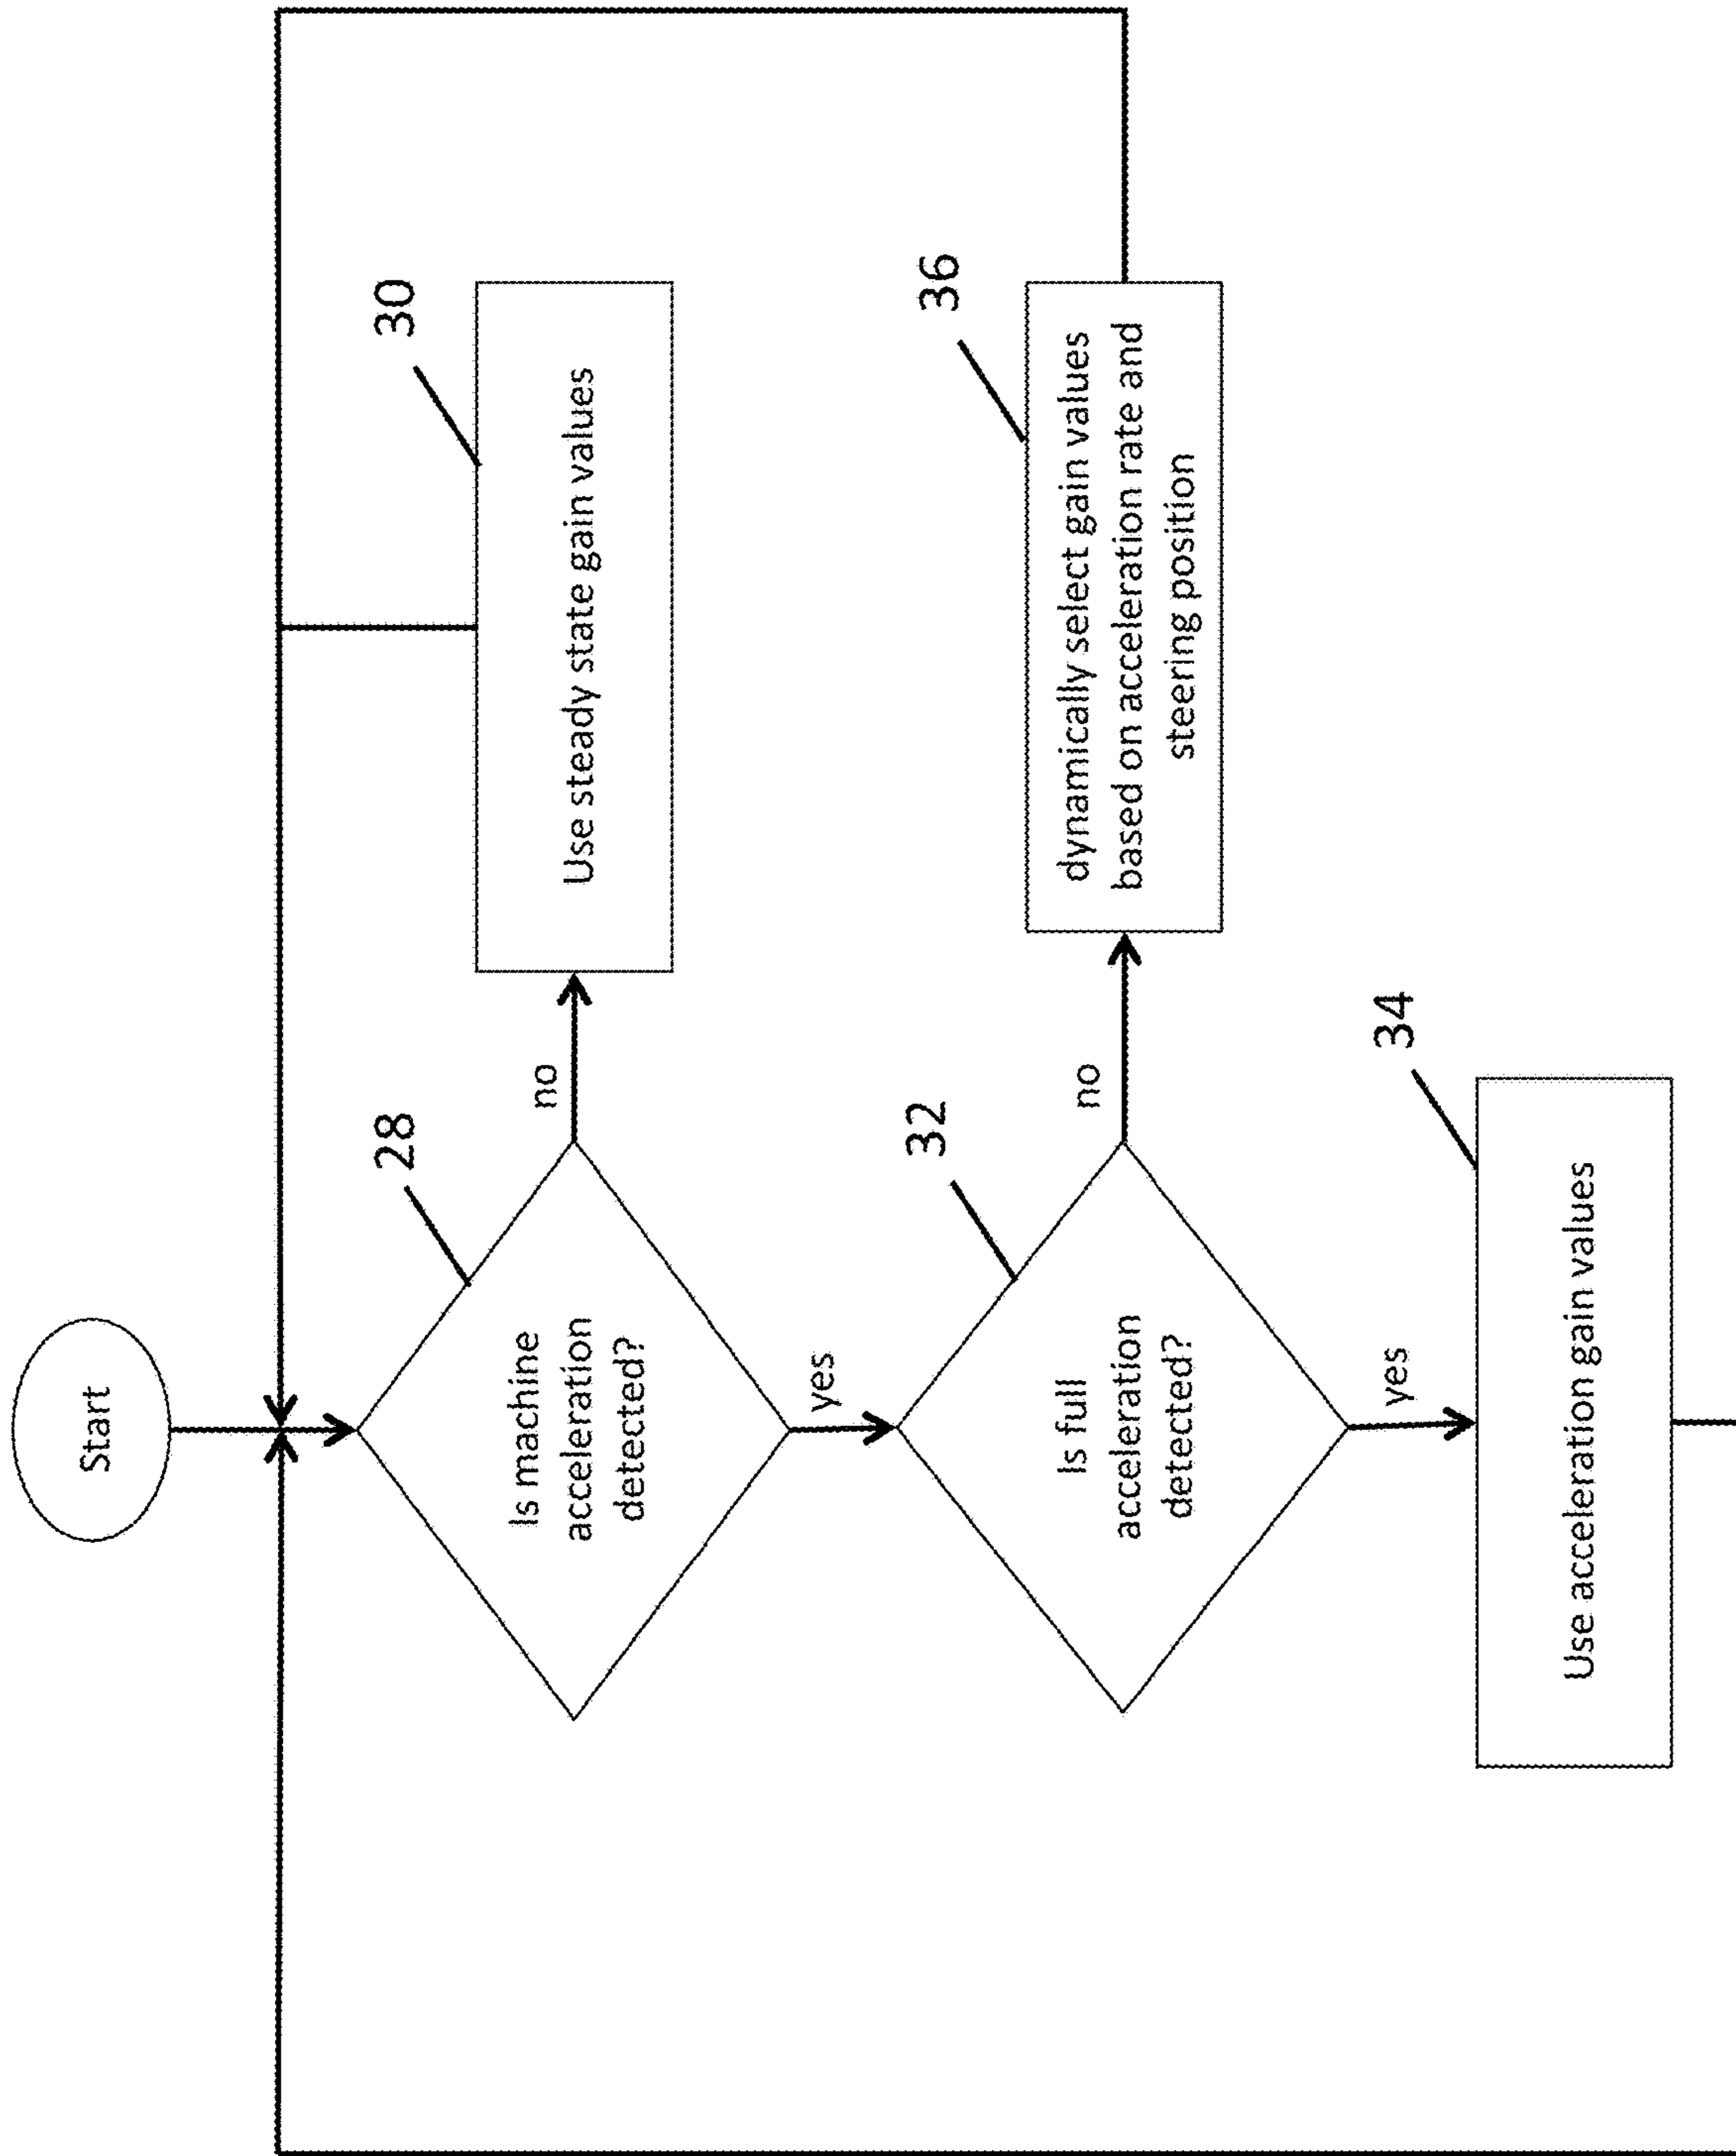 Start
28
Is machine
acceleration
detected?
no
30
Use steady state gain values
yes
32
Is full
acceleration
detected?
no
36
dynamically select gain values
based on acceleration rate and
steering position
yes
34
Use acceleration gain values